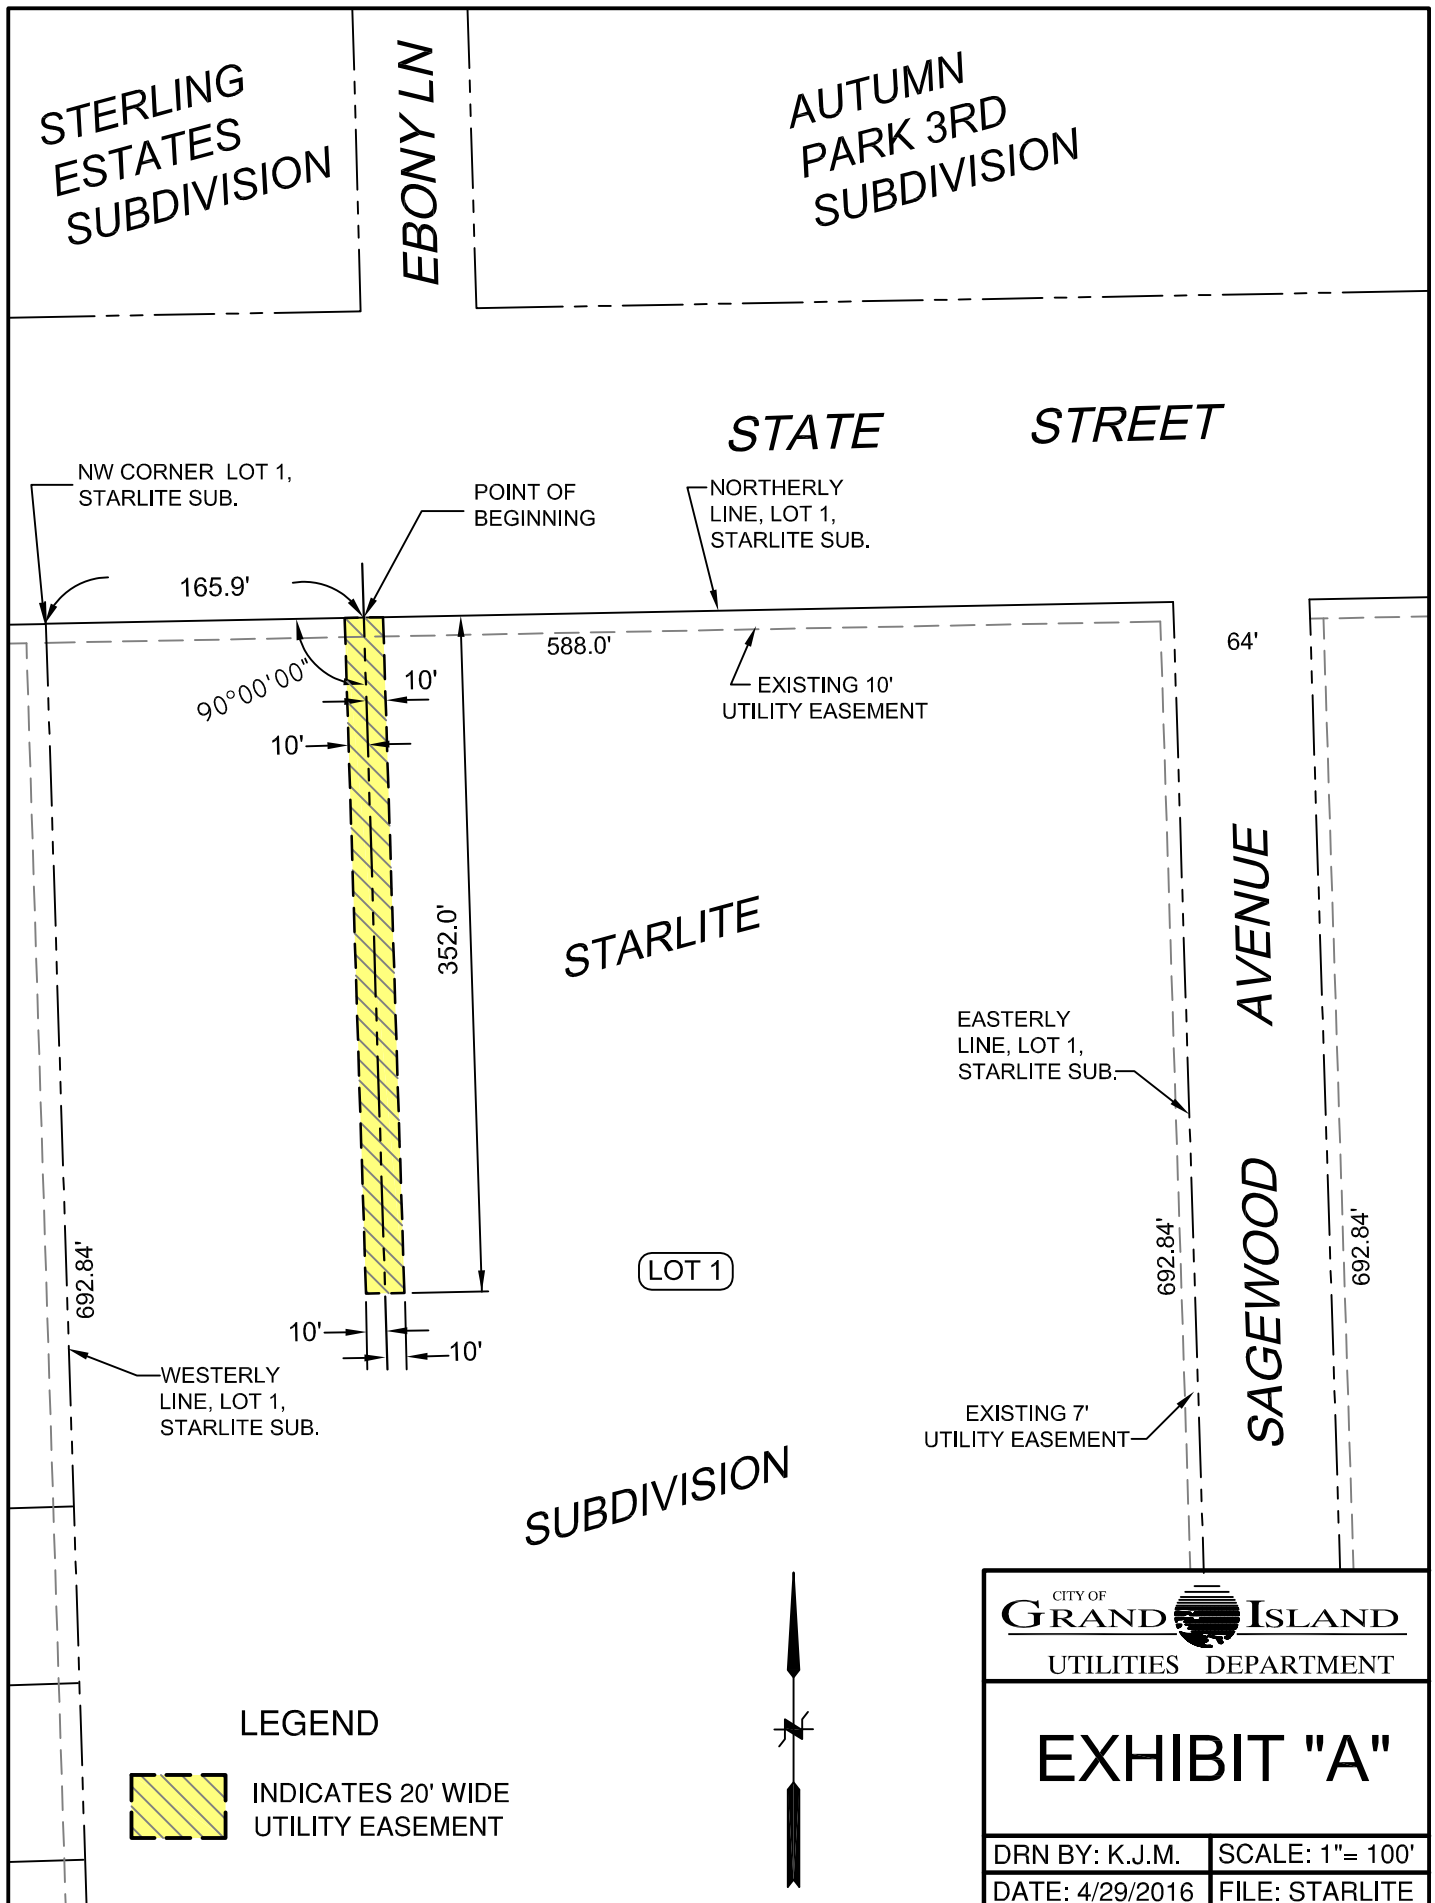 STERLING
ESTATES
SUBDIVISION
EBONY LN
AUTUMN
PARK 3RD
SUBDIVISION
STATE STREET
NW CORNER LOT 1,
STARLITE SUB.
POINT OF
BEGINNING
NORTHERLY
LINE, LOT 1,
STARLITE SUB.
165.9'
588.0'
64'
90°00'00"
10'
10'
EXISTING 10'
UTILITY EASEMENT
352.0'
STARLITE
SAGEWOOD AVENUE
EASTERLY
LINE, LOT 1,
STARLITE SUB.
692.84'
692.84'
692.84'
LOT 1
10'
10'
WESTERLY
LINE, LOT 1,
STARLITE SUB.
EXISTING 7'
UTILITY EASEMENT
SUBDIVISION
LEGEND
INDICATES 20' WIDE
UTILITY EASEMENT
CITY OF
GRAND ISLAND
UTILITIES DEPARTMENT
EXHIBIT "A"
DRN BY: K.J.M.
SCALE: 1"= 100'
DATE: 4/29/2016
FILE: STARLITE